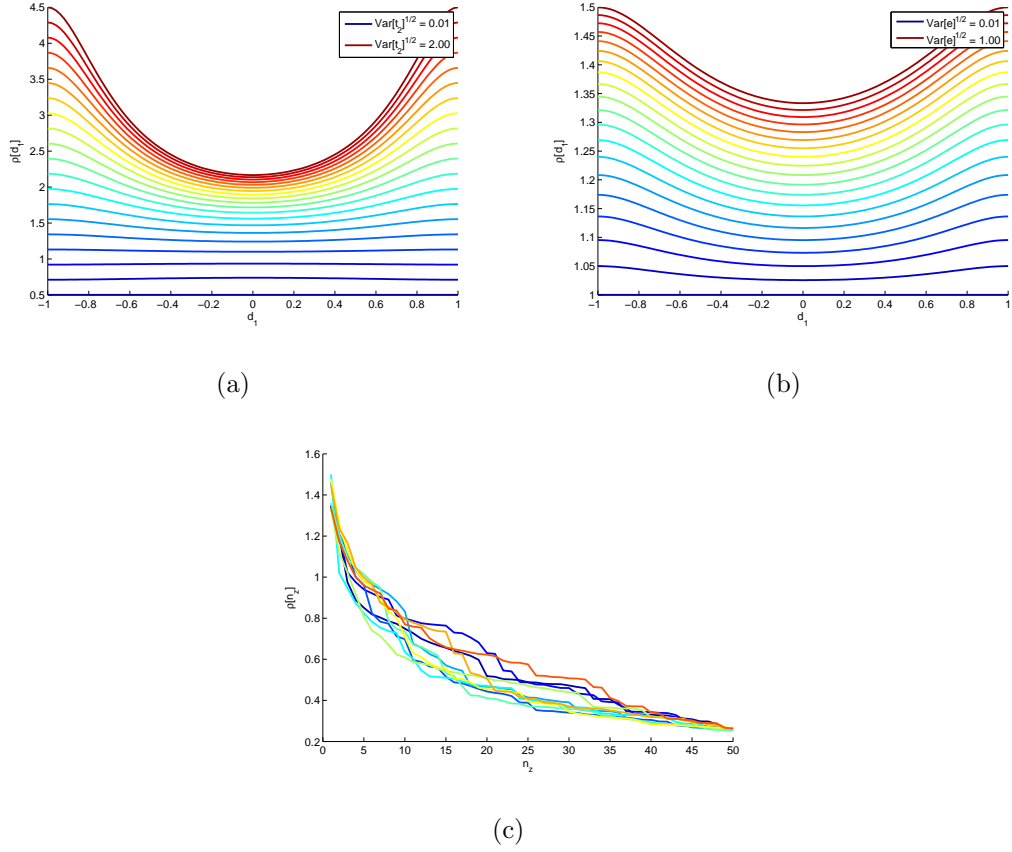 4.5
4
3.5
3
2.5
2
1.5
1
0.5
ρ[d₁]
−1 −0.8 −0.6 −0.4 −0.2 0 0.2 0.4 0.6 0.8 1
d₁
Var[t₂]^1/2 = 0.01
Var[t₂]^1/2 = 2.00
(a)
1.5
1.45
1.4
1.35
1.3
1.25
1.2
1.15
1.1
1.05
1
ρ[d₁]
−1 −0.8 −0.6 −0.4 −0.2 0 0.2 0.4 0.6 0.8 1
d₁
Var[e]^1/2 = 0.01
Var[e]^1/2 = 1.00
(b)
1.6
1.4
1.2
1
0.8
0.6
0.4
0.2
ρ[n_z]
0 5 10 15 20 25 30 35 40 45 50
n_z
(c)